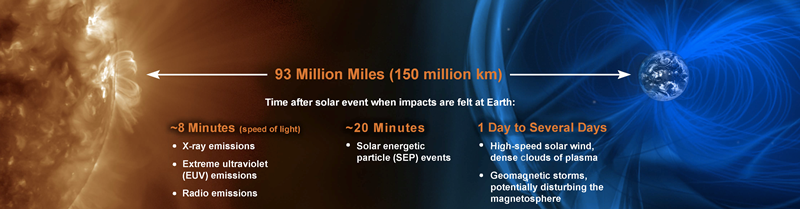 93 Million Miles (150 million km)
Time after solar event when impacts are felt at Earth:
~8 Minutes (speed of light)
• X-ray emissions
• Extreme ultraviolet
(EUV) emissions
• Radio emissions
~20 Minutes
• Solar energetic
particle (SEP) events
1 Day to Several Days
• High-speed solar wind,
dense clouds of plasma
• Geomagnetic storms,
potentially disturbing the
magnetosphere